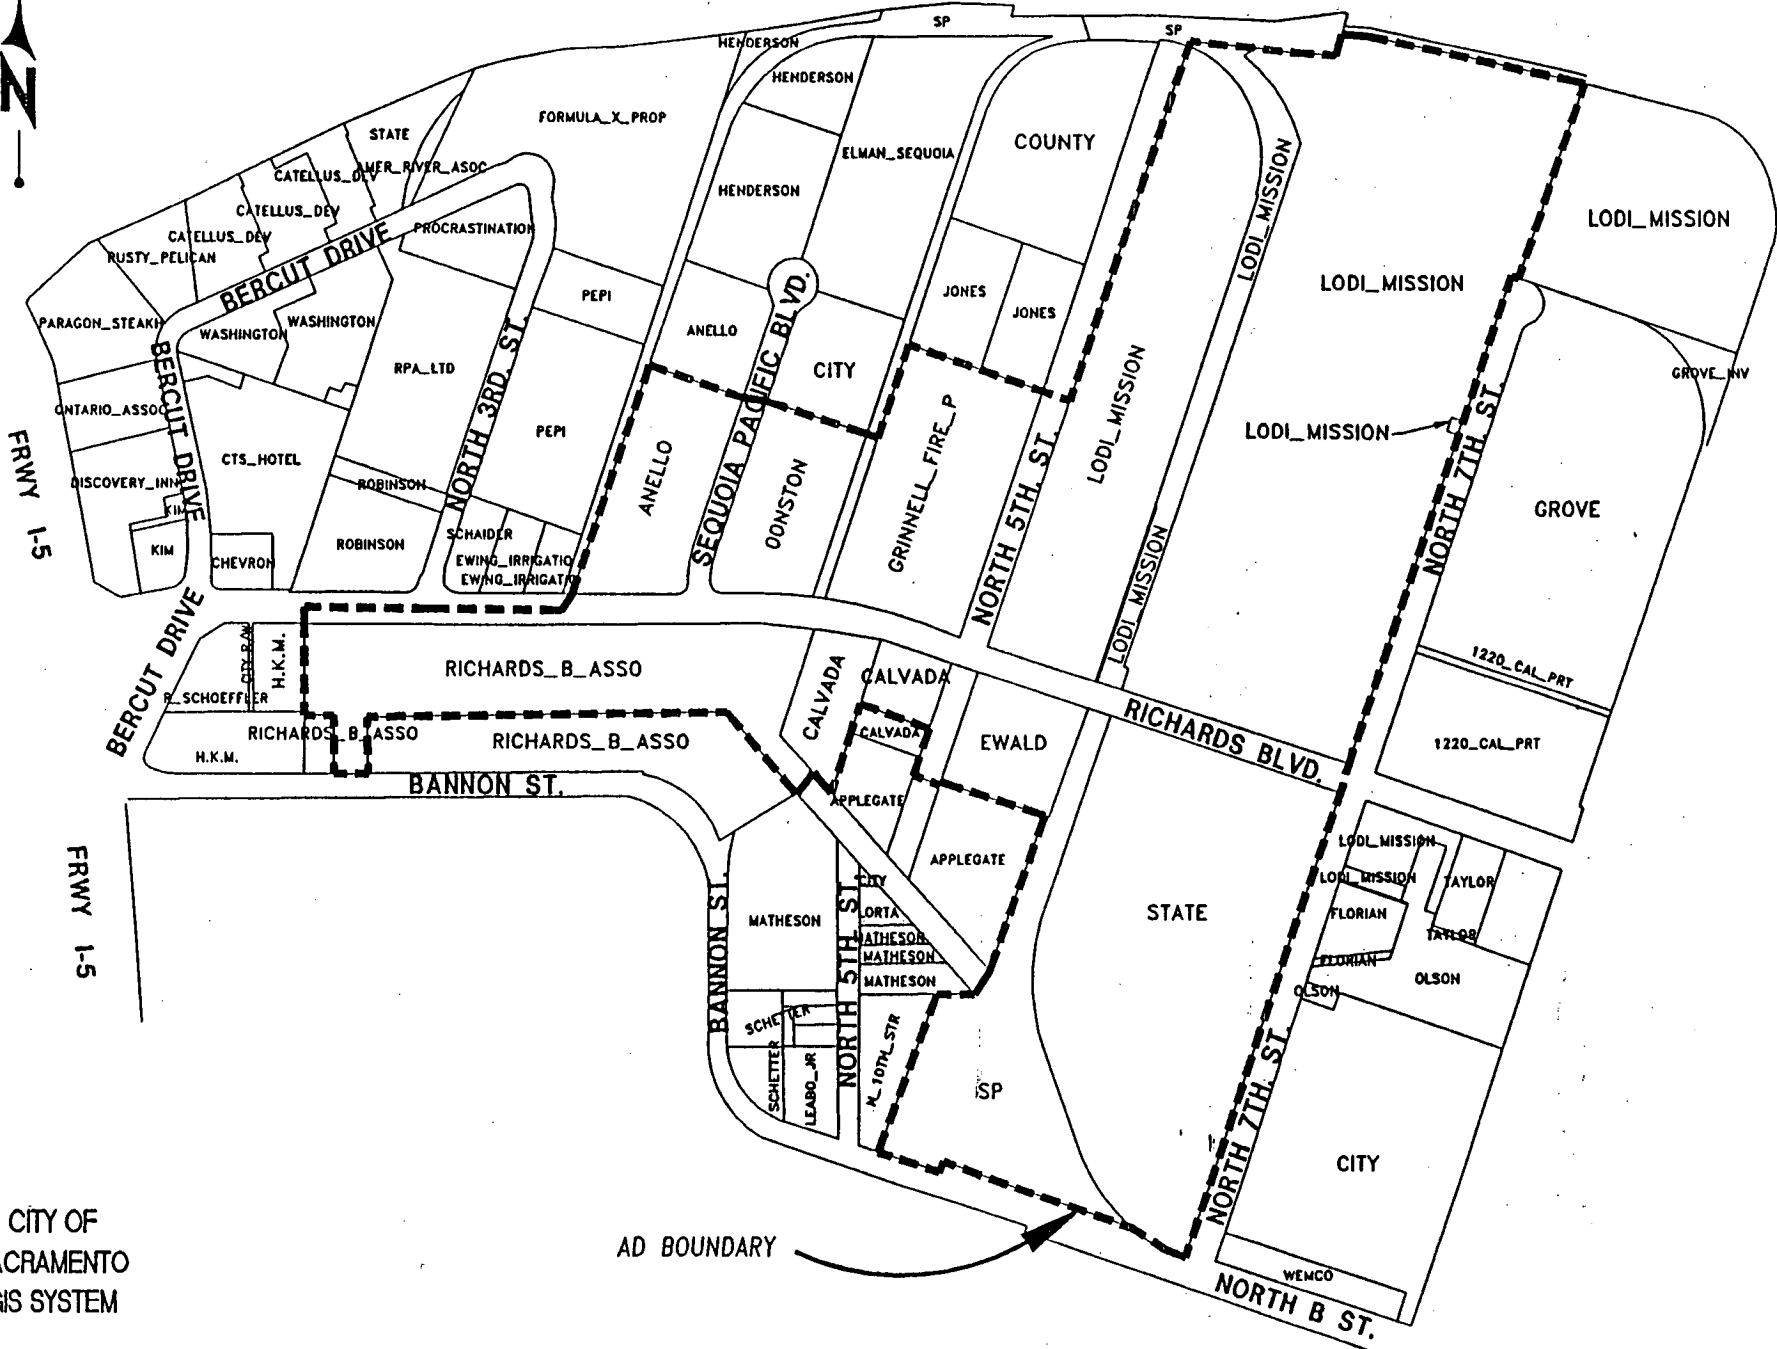 N
SP
SP
HENDERSON
HENDERSON
FORMULA_X_PROP
STATE
AMER_RIVER_ASOC
CATELLUS_DEV
CATELLUS_DEV
CATELLUS_DEV
RUSTY_PELICAN
PARAGON_STEAKH
BERCUT DRIVE
PROCRASTINATION
HENDERSON
ELMAN_SEQUOIA
COUNTY
LODI_MISSION
LODI_MISSION
LODI_MISSION
WASHINGTON
WASHINGTON
PEPI
ANELLO
SEQUOIA PACIFIC BLVD.
CITY
JONES
JONES
LODI_MISSION
GROVE_INV
BERCUT DRIVE
ONTARIO_ASSOC
RPA_LTD
NORTH 3RD. ST.
PEPI
LODI_MISSION
NORTH 7TH. ST.
GROVE
FRWY I-5
DISCOVERY_INN
CTS_HOTEL
ROBINSON
ANELLO
OONSTON
GRINNELL_FIRE_P
NORTH 5TH. ST.
KIM
KIM
CHEVRON
ROBINSON
SCHAIDER
EWING_IRRIGATIO
EWING_IRRIGATIO
LODI_MISSION
BERCUT DRIVE
CITY R/W
H.K.M.
R_SCHOEFFLER
RICHARDS_B_ASSO
CALVADA
CALVADA
CALVADA
EWALD
RICHARDS BLVD.
1220_CAL_PRT
1220_CAL_PRT
H.K.M.
RICHARDS_B_ASSO
RICHARDS_B_ASSO
BANNON ST.
APPLEGATE
APPLEGATE
LODI_MISSION
LODI_MISSION
TAYLOR
FLORIAN
TAYLOR
FLORIAN
OLSON
OLSON
FRWY I-5
BANNON ST.
MATHESON
NORTH 5TH ST.
CITY
LORTA
MATHESON
MATHESON
MATHESON
STATE
SCHETTER
SCHETTER
LEABO_JR
N_10TH_STR
SP
NORTH 7TH. ST.
CITY
CITY OF
ACRAMENTO
GIS SYSTEM
AD BOUNDARY
WEMCO
NORTH B ST.